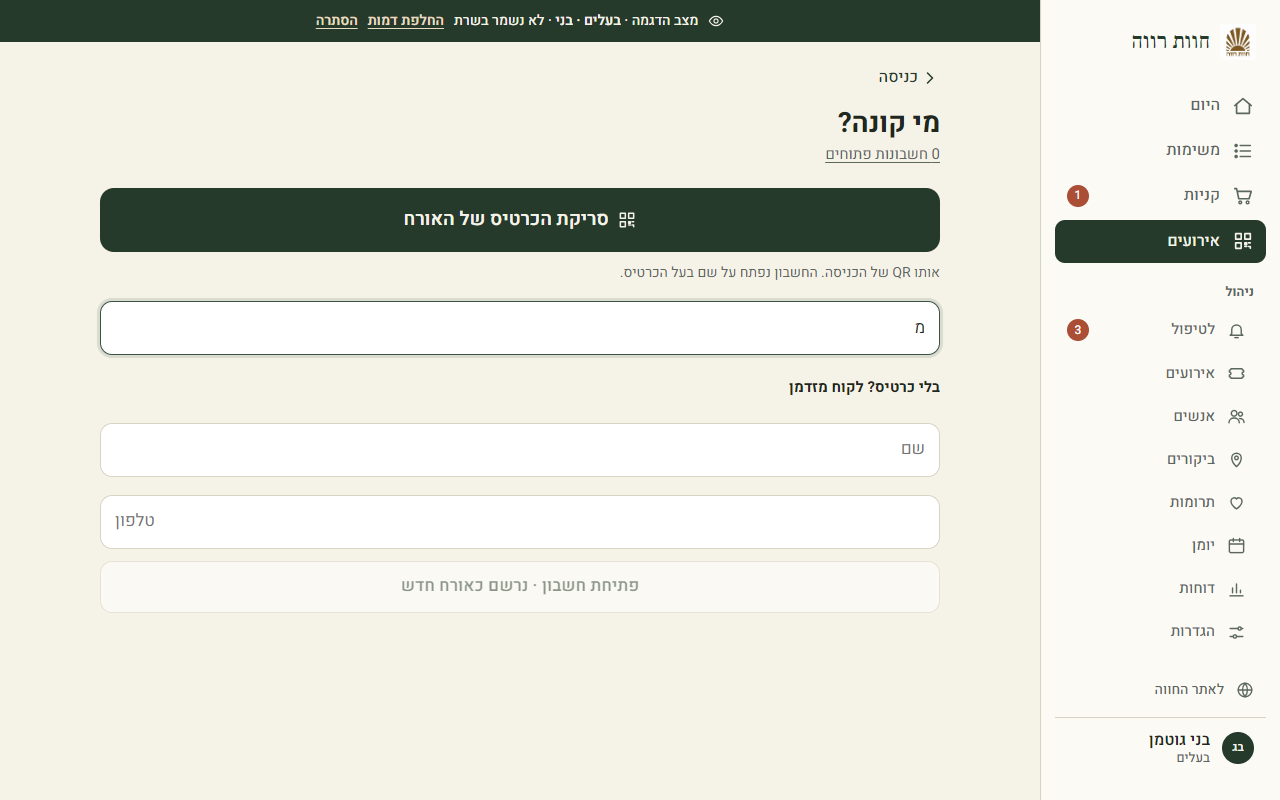 מצב הדגמה · בעלים · בני · לא נשמר בשרת החלפת דמות הסתרה
חוות רווה
היום
משימות
קניות 1
אירועים
ניהול
לטיפול 3
אירועים
אנשים
ביקורים
תרומות
יומן
דוחות
הגדרות
לאתר החווה
בג בני גוטמן
בעלים
כניסה
מי קונה?
0 חשבונות פתוחים
סריקת הכרטיס של האורח
אותו QR של הכניסה. החשבון נפתח על שם בעל הכרטיס.
מ
בלי כרטיס? לקוח מזדמן
שם
טלפון
פתיחת חשבון · נרשם כאורח חדש